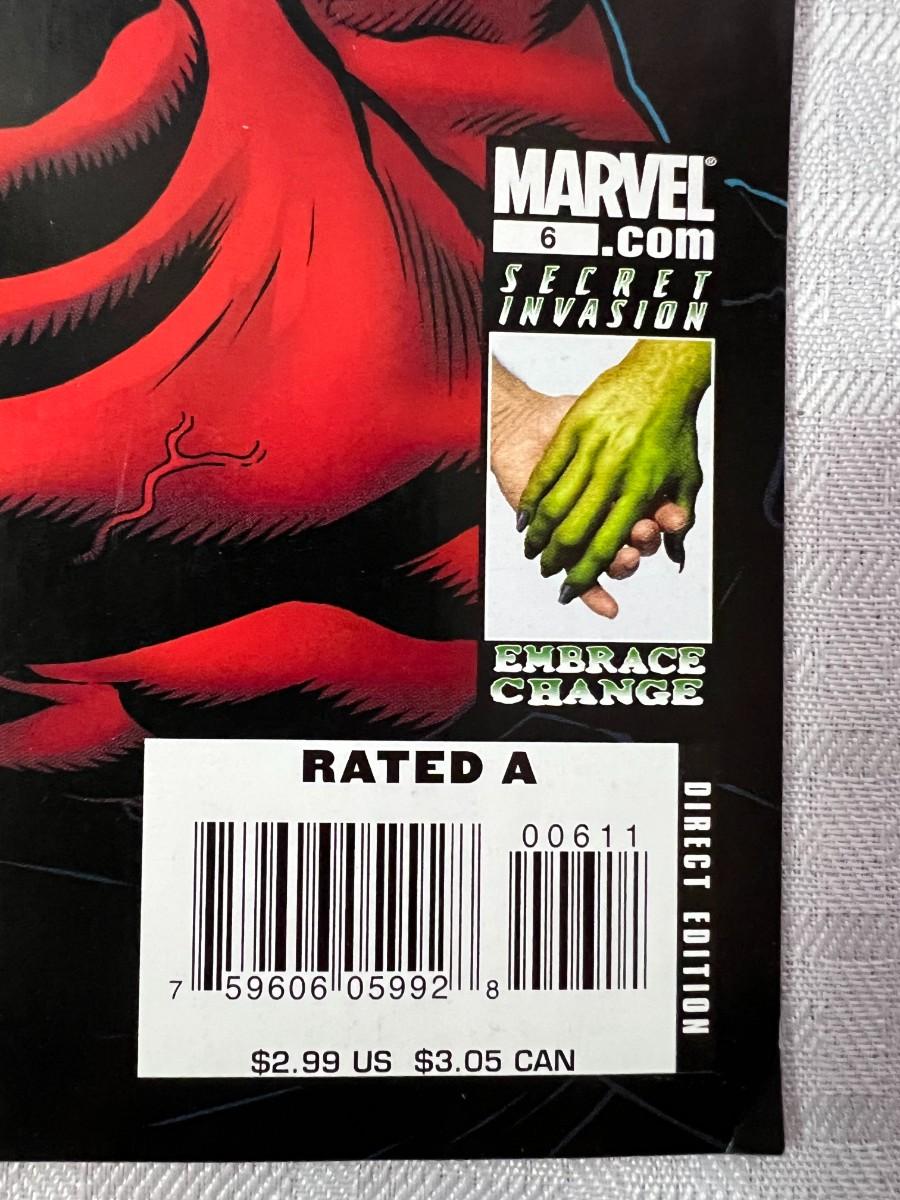 MARVEL®
6 .com
SECRET
INVASION
EMBRACE
CHANGE
RATED A
00611
7 59606 05992 8
$2.99 US $3.05 CAN
DIRECT EDITION